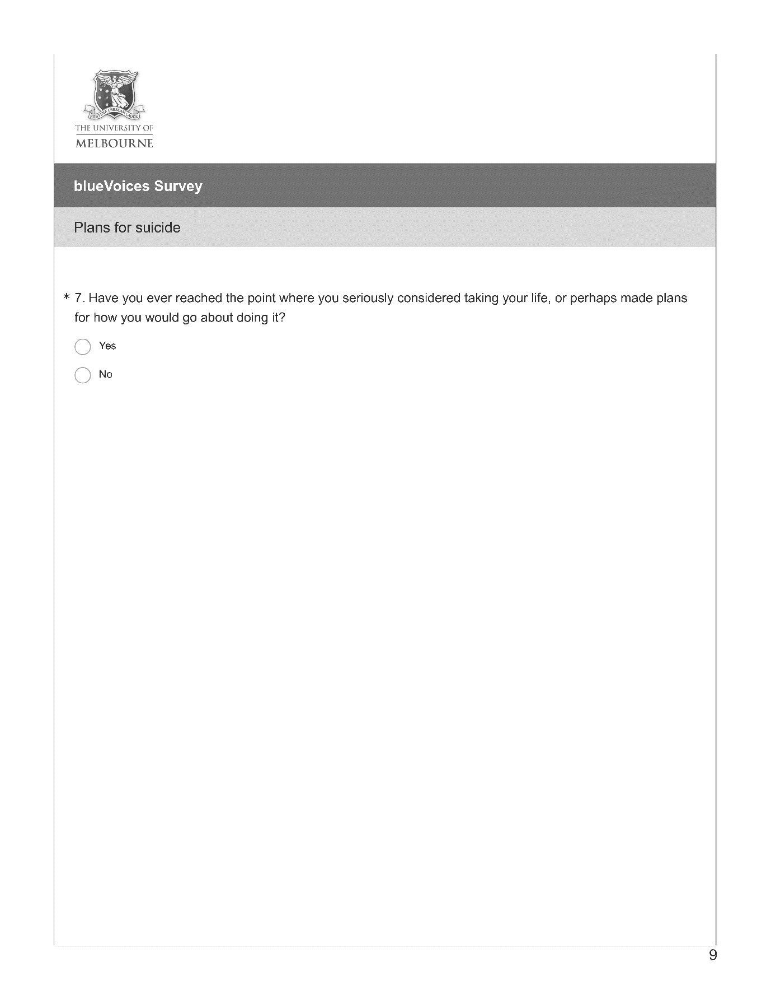 POSTERA CRESCAM LAUDE
THE UNIVERSITY OF
MELBOURNE
blueVoices Survey
Plans for suicide
* 7. Have you ever reached the point where you seriously considered taking your life, or perhaps made plans
for how you would go about doing it?
Yes
No
9